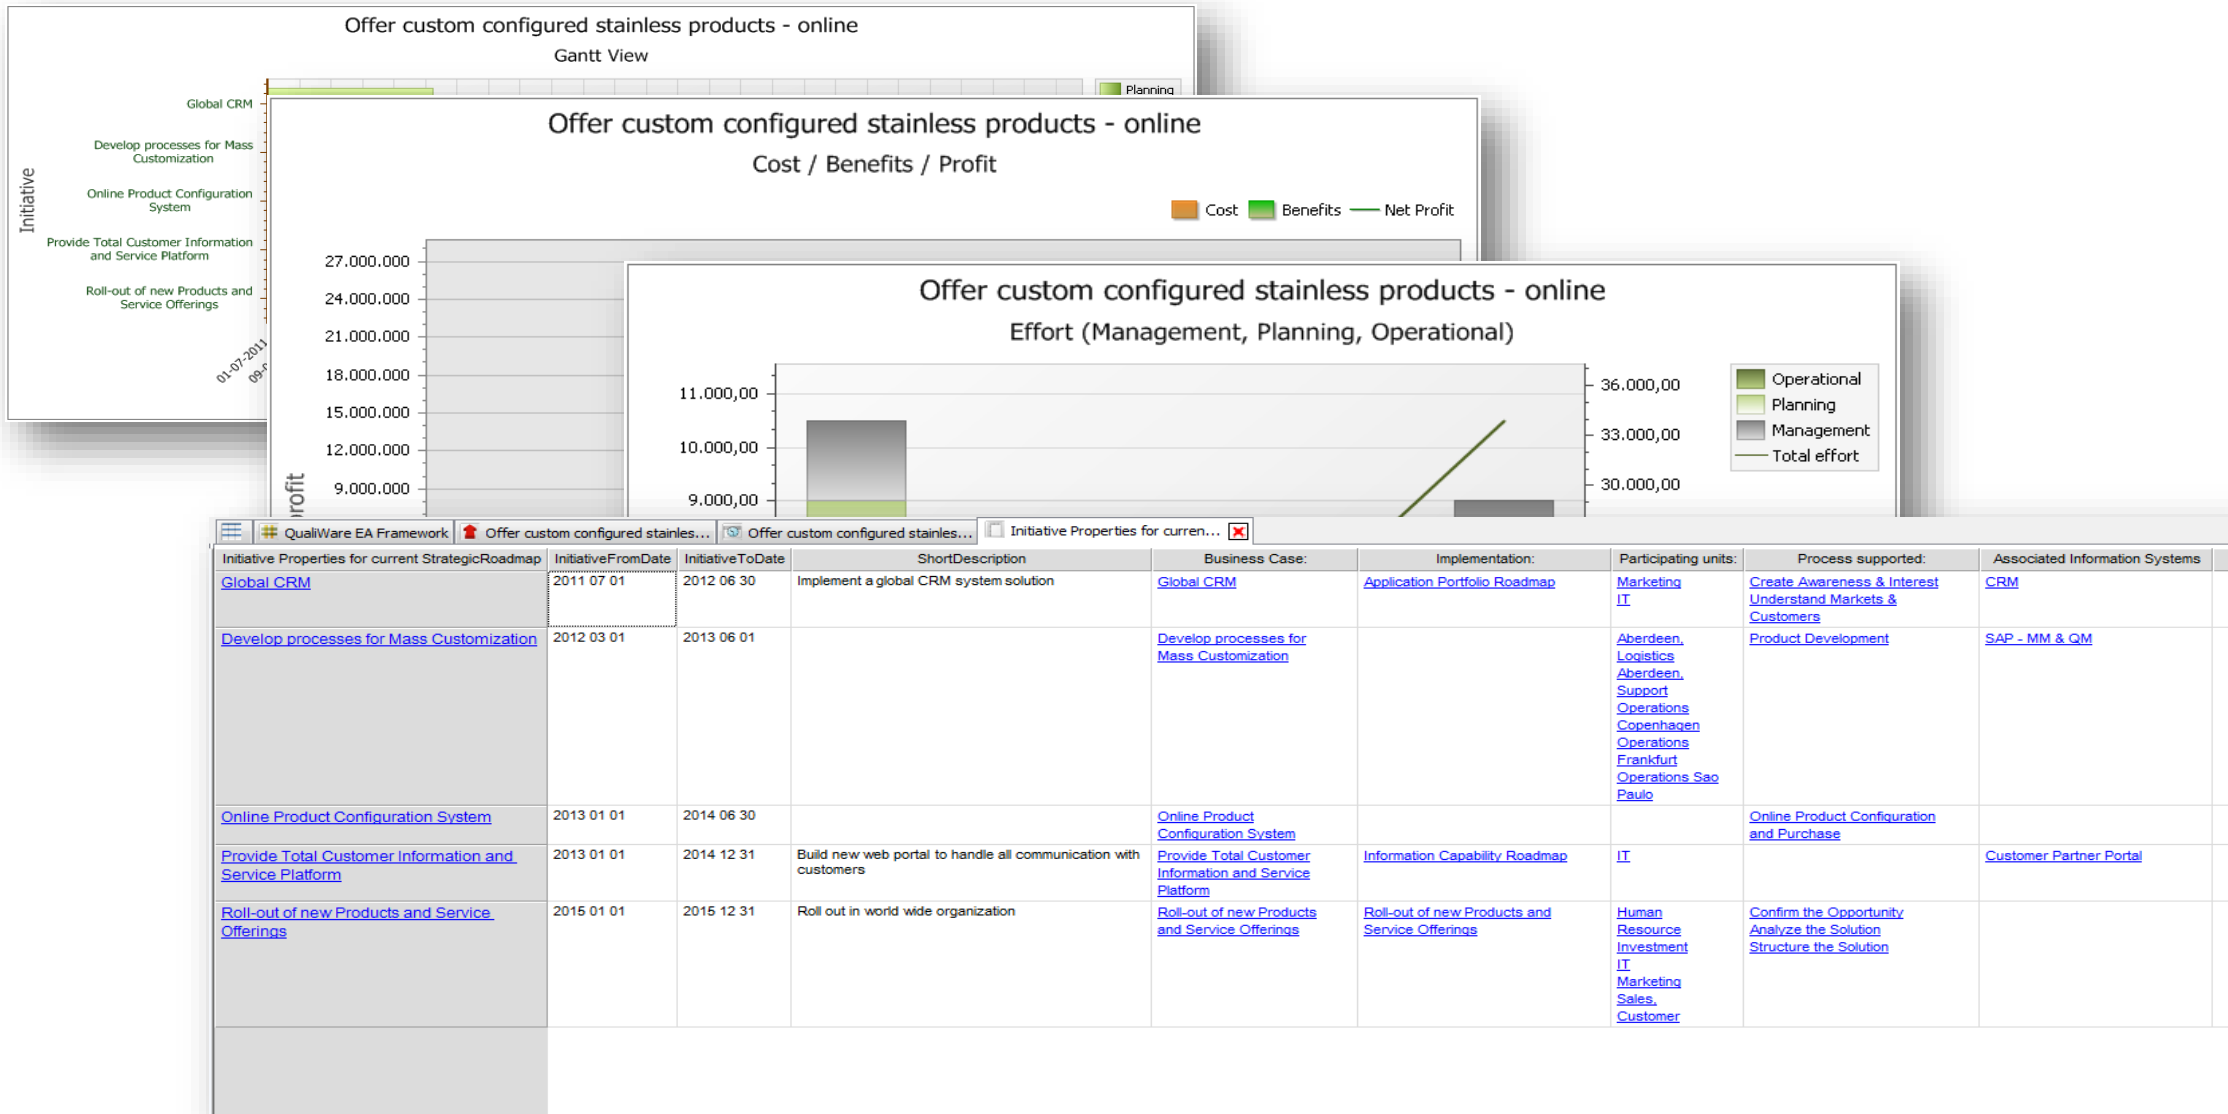 Offer custom configured stainless products - online
Gantt View
Planning
Initiative
Global CRM
Develop processes for Mass
Customization
Online Product Configuration
System
Provide Total Customer Information
and Service Platform
Roll-out of new Products and
Service Offerings
01-07-2011
Offer custom configured stainless products - online
Cost / Benefits / Profit
Cost
Benefits
Net Profit
27.000.000
24.000.000
21.000.000
18.000.000
15.000.000
12.000.000
9.000.000
Offer custom configured stainless products - online
Effort (Management, Planning, Operational)
11.000,00
10.000,00
9.000,00
36.000,00
33.000,00
30.000,00
Operational
Planning
Management
Total effort
QualiWare EA Framework
Offer custom configured stainles...
Offer custom configured stainles...
Initiative Properties for curren...
Initiative Properties for current StrategicRoadmap
InitiativeFromDate
InitiativeToDate
ShortDescription
Business Case:
Implementation:
Participating units:
Process supported:
Associated Information Systems
Global CRM
2011 07 01
2012 06 30
Implement a global CRM system solution
Global CRM
Application Portfolio Roadmap
Marketing
IT
Create Awareness & Interest
Understand Markets &
Customers
CRM
Develop processes for Mass Customization
2012 03 01
2013 06 01
Develop processes for
Mass Customization
Aberdeen,
Logistics
Aberdeen,
Support
Operations
Copenhagen
Operations
Frankfurt
Operations Sao
Paulo
Product Development
SAP - MM & QM
Online Product Configuration System
2013 01 01
2014 06 30
Online Product
Configuration System
Online Product Configuration
and Purchase
Provide Total Customer Information and
Service Platform
2013 01 01
2014 12 31
Build new web portal to handle all communication with
customers
Provide Total Customer
Information and Service
Platform
Information Capability Roadmap
IT
Customer Partner Portal
Roll-out of new Products and Service
Offerings
2015 01 01
2015 12 31
Roll out in world wide organization
Roll-out of new Products
and Service Offerings
Roll-out of new Products and
Service Offerings
Human
Resource
Investment
IT
Marketing
Sales,
Customer
Confirm the Opportunity
Analyze the Solution
Structure the Solution